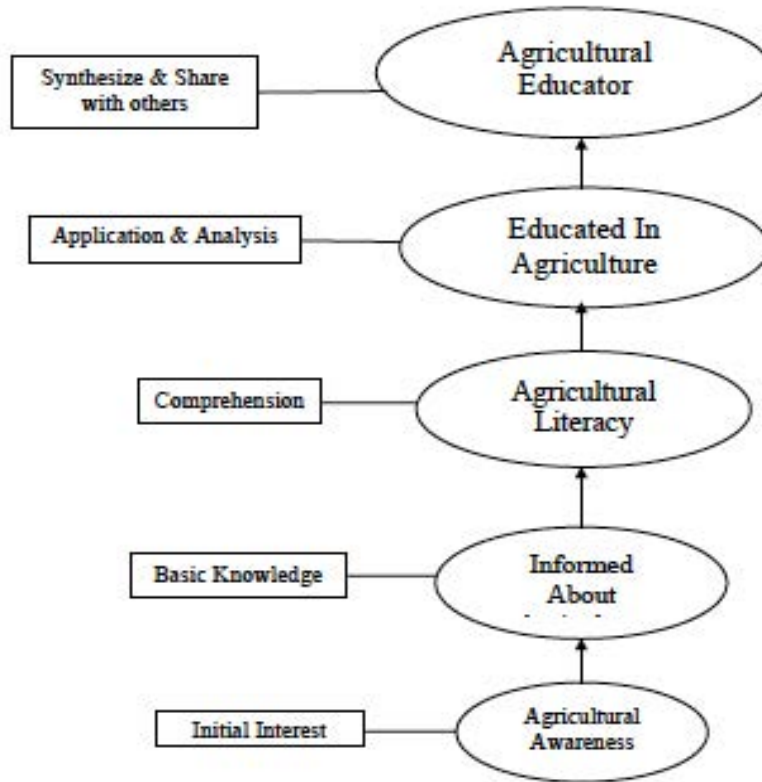 Agricultural
Educator
Synthesize & Share
with others
Educated In
Agriculture
Application & Analysis
Agricultural
Literacy
Comprehension
Informed
About
Basic Knowledge
Agricultural
Awareness
Initial Interest